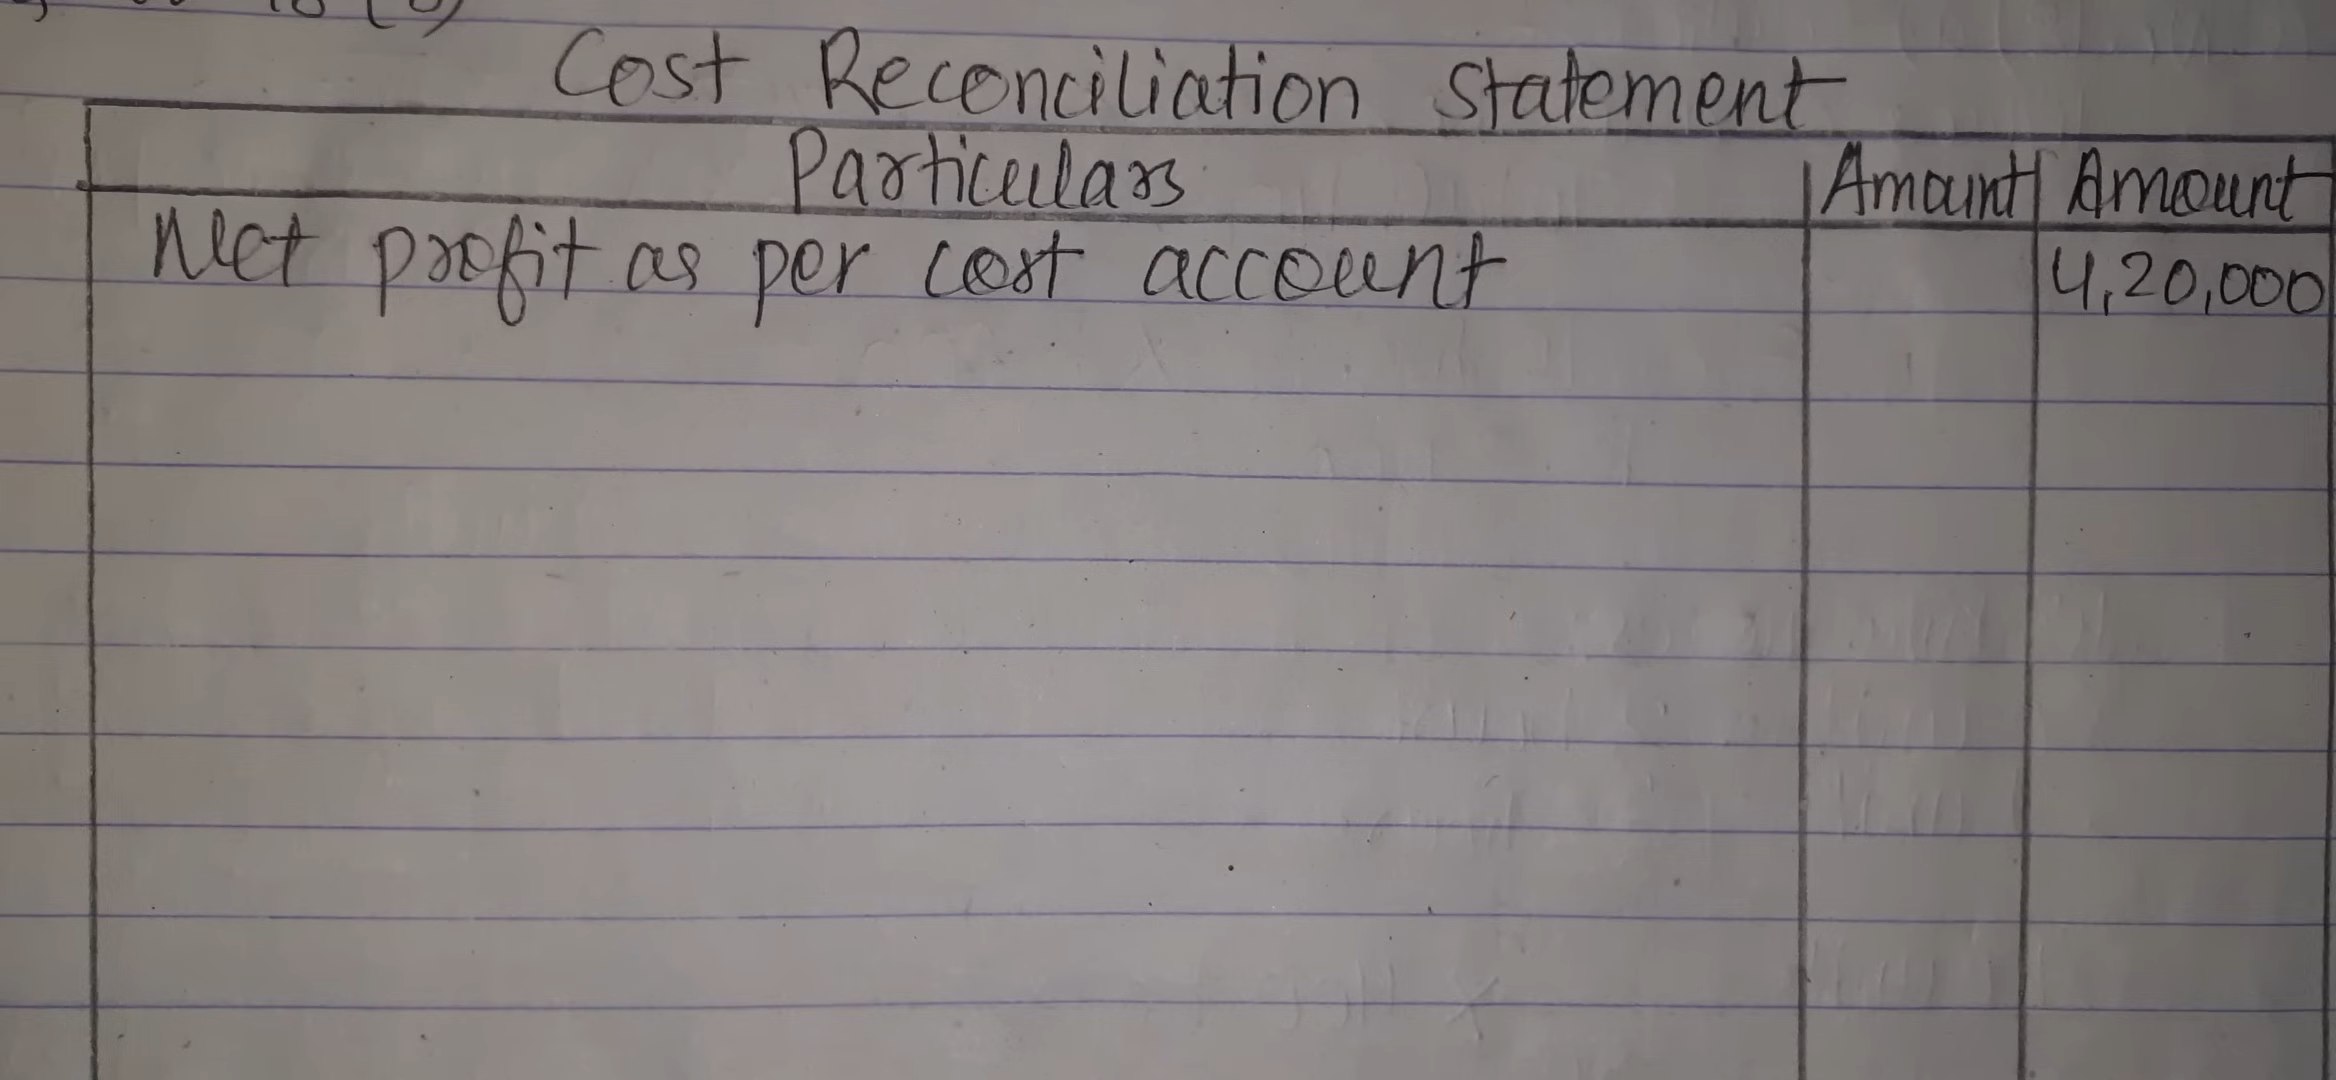 Cost Reconciliation Statement
Particulars Amount Amount
Net profit as per cost account 4,20,000